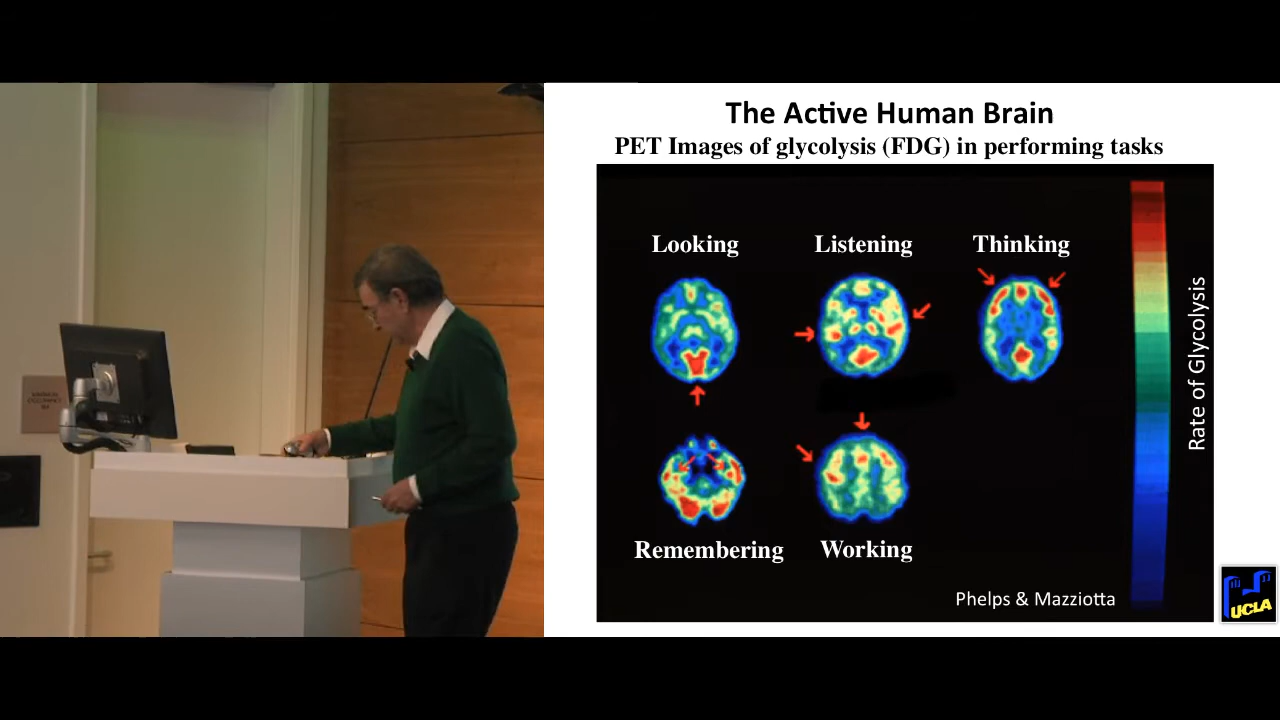 The Active Human Brain
PET Images of glycolysis (FDG) in performing tasks
Looking
Listening
Thinking
Remembering
Working
Phelps & Mazziotta
Rate of Glycolysis
UCLA